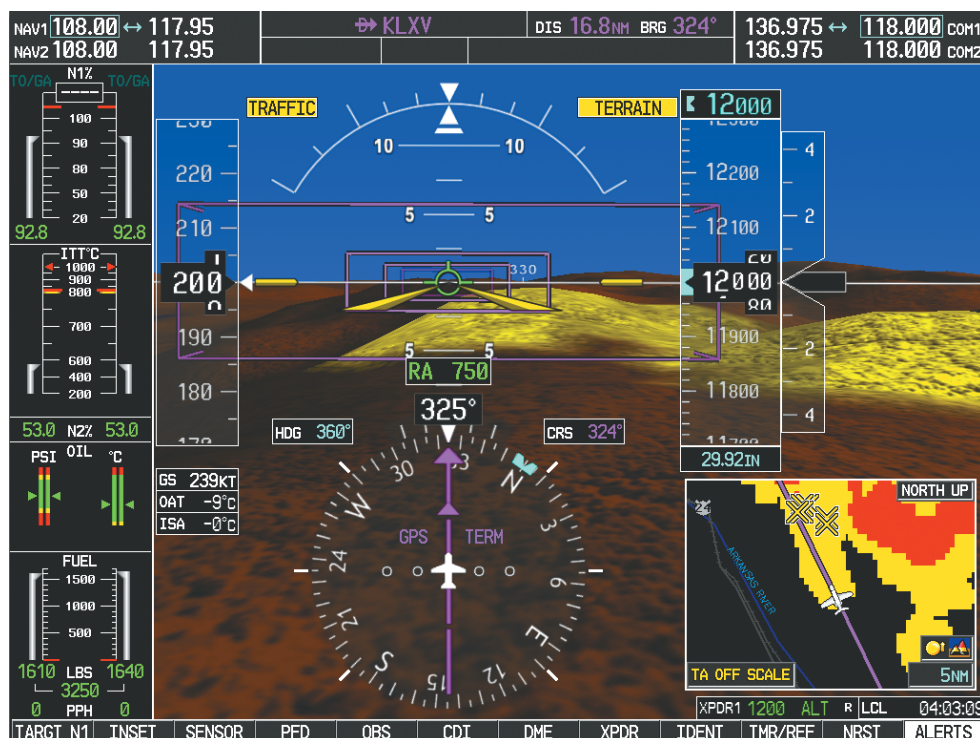 NAV1 108.00 ↔ 117.95
NAV2 108.00 117.95
D→ KLXV
DIS 16.8NM BRG 324°
136.975 ↔ 118.000 COM1
136.975 118.000 COM2
TO/GA N1% TO/GA
----
100
90
80
50
20
92.8 92.8
ITT°C
1000
900
800
700
600
400
200
53.0 N2% 53.0
PSI OIL °C
FUEL
1500
1000
500
1610 LBS 1640
3250
0 PPH 0
TRAFFIC
TERRAIN
220
210
200
190
180
10 10
5 5
5 5
330
RA 750
12000
12200
12100
12000
20
80
11900
11800
29.92IN
4
2
2
4
325°
HDG 360°
CRS 324°
GS 239KT
OAT -9°C
ISA -0°C
GPS TERM
33
N
3
6
E
12
15
S
21
24
W
30
NORTH UP
ARKANSAS RIVER
TA OFF SCALE
5NM
XPDR1 1200 ALT R LCL 04:03:09
TARGT N1 INSET SENSOR PFD OBS CDI DME XPDR IDENT TMR/REF NRST ALERTS